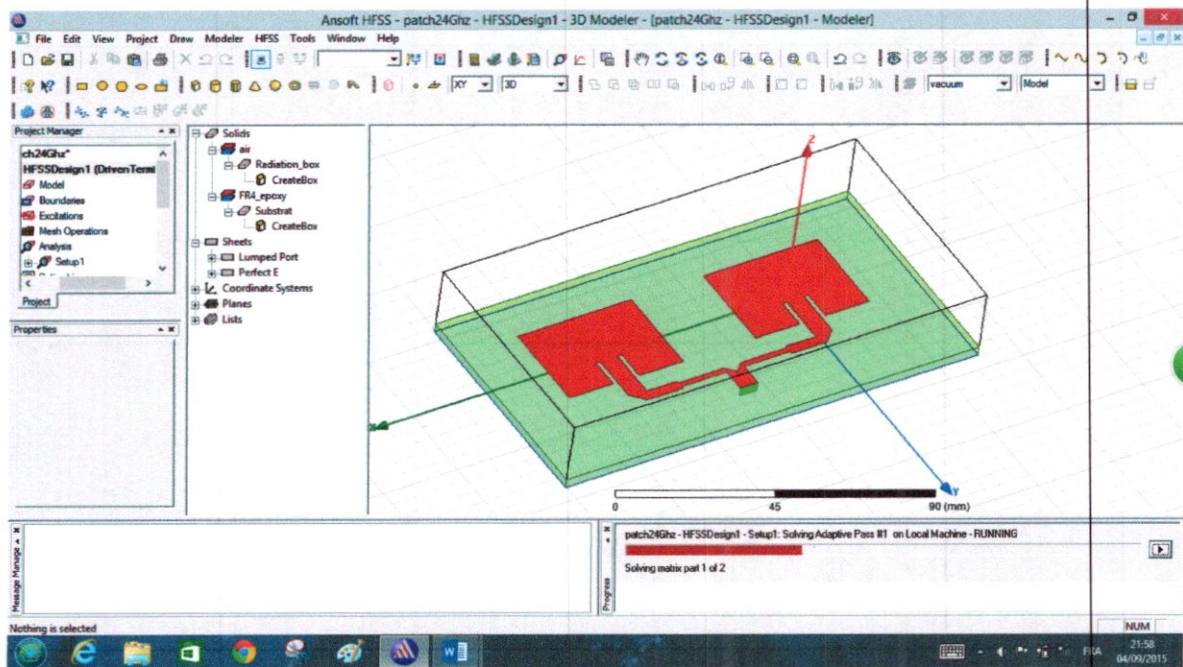 Ansoft HFSS - patch24Ghz - HFSSDesign1 - 3D Modeler - [patch24Ghz - HFSSDesign1 - Modeler]
File Edit View Project Draw Modeler HFSS Tools Window Help
XY 3D vacuum Model
Project Manager
ch24Ghz*
HFSSDesign1 (DrivenTermi
Model
Boundaries
Excitations
Mesh Operations
Analysis
Setup1
Project
Properties
Solids
air
Radiation_box
CreateBox
FR4_epoxy
Substrat
CreateBox
Sheets
Lumped Port
Perfect E
Coordinate Systems
Planes
Lists
Z
Y
0 45 90 (mm)
Message Manage
Progress
patch24Ghz - HFSSDesign1 - Setup1: Solving Adaptive Pass #1 on Local Machine - RUNNING
Solving matrix part 1 of 2
Nothing is selected
NUM
FRA
21:58
04/09/2015